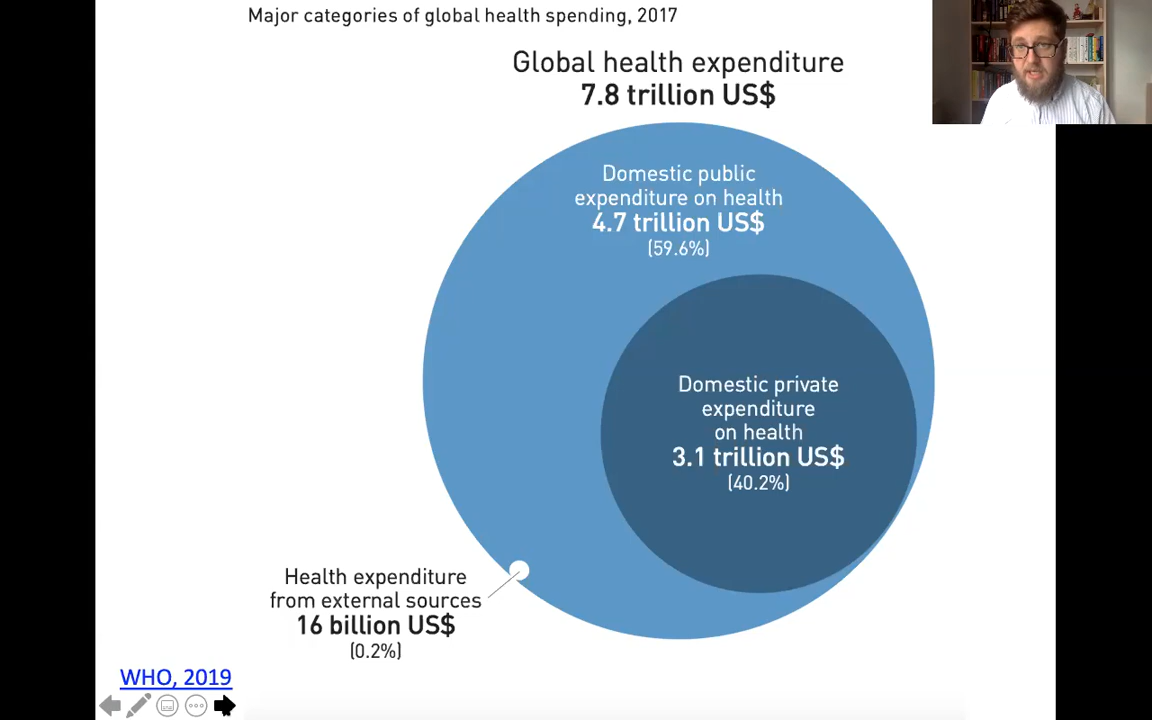 Major categories of global health spending, 2017
Global health expenditure
7.8 trillion US$
Domestic public
expenditure on health
4.7 trillion US$
(59.6%)
Domestic private
expenditure
on health
3.1 trillion US$
(40.2%)
Health expenditure
from external sources
16 billion US$
(0.2%)
WHO, 2019